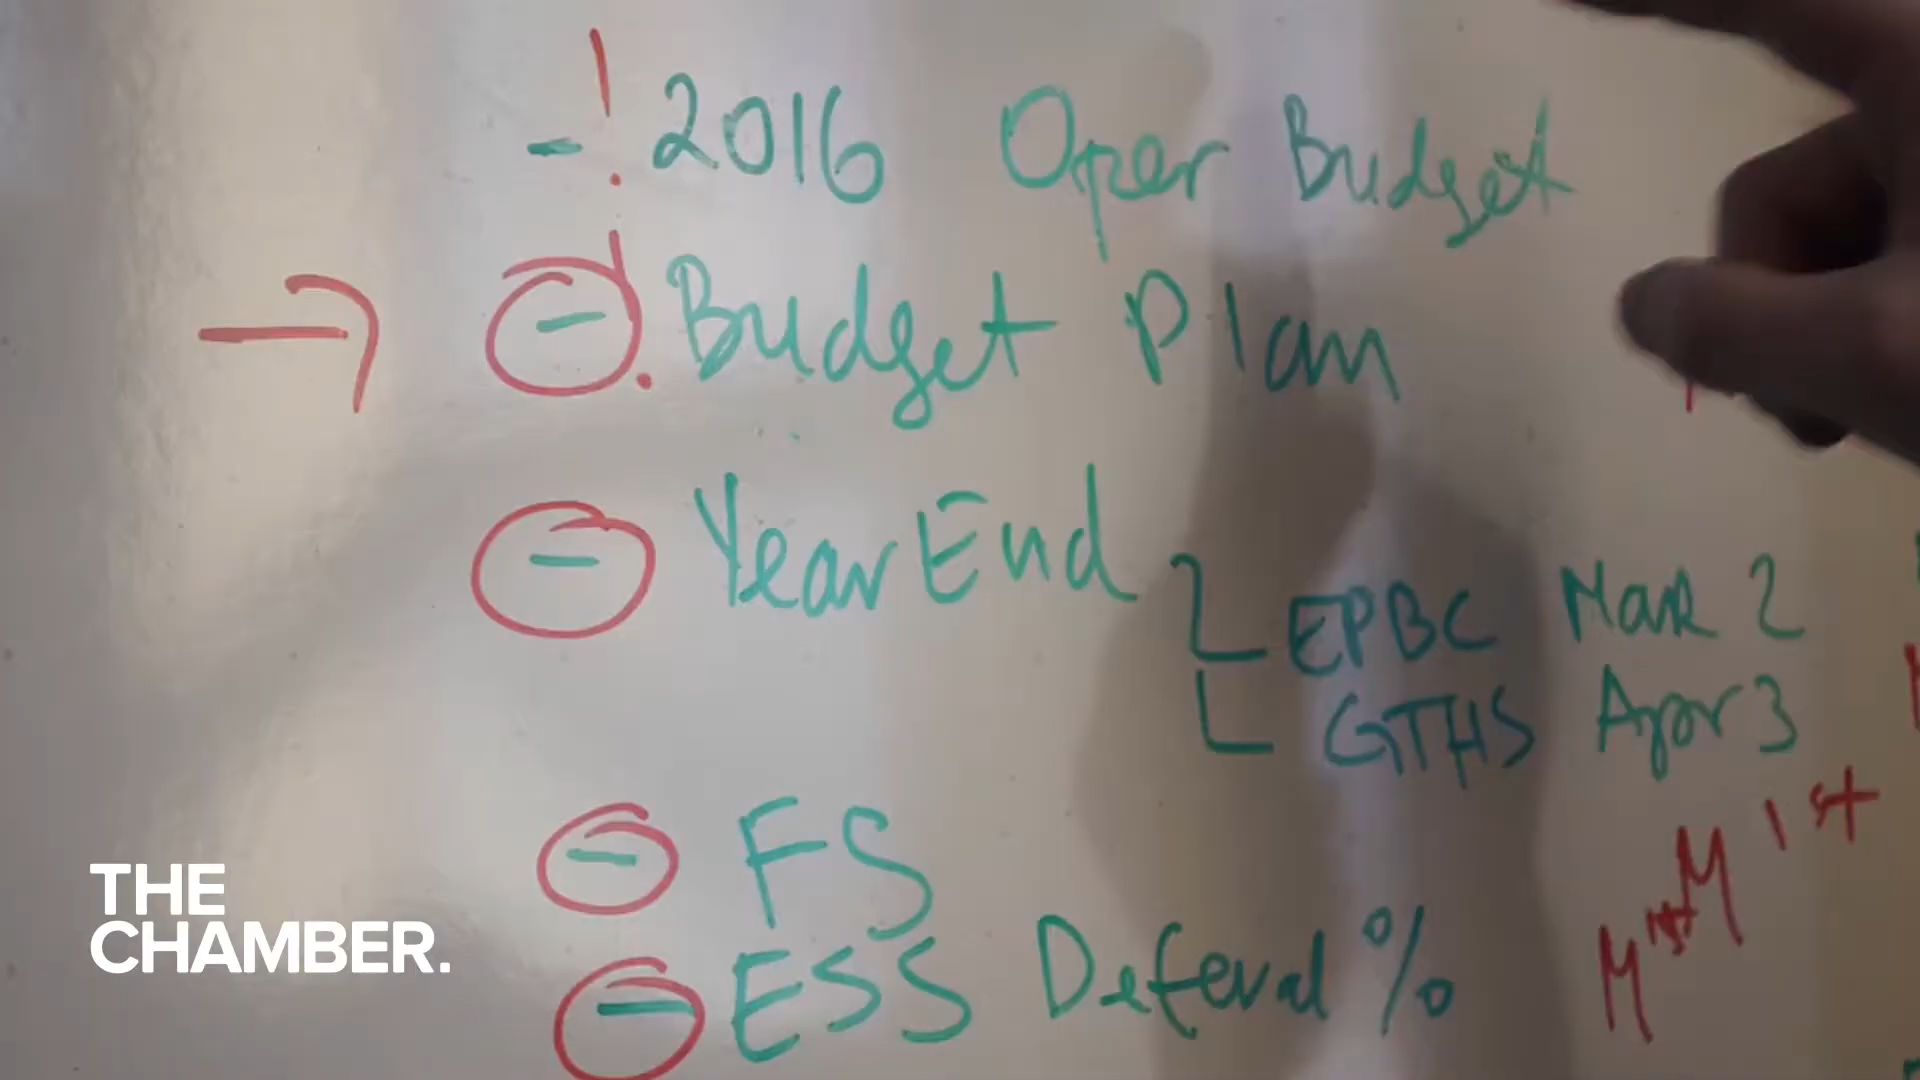 - ! 2016 Oper Budget
→ - ! Budget Plan
- Year End
EPBC Mar 2
GTHS Apr 3
- FS
M 1st
- ESS Deferral %
M 1st
THE
CHAMBER.